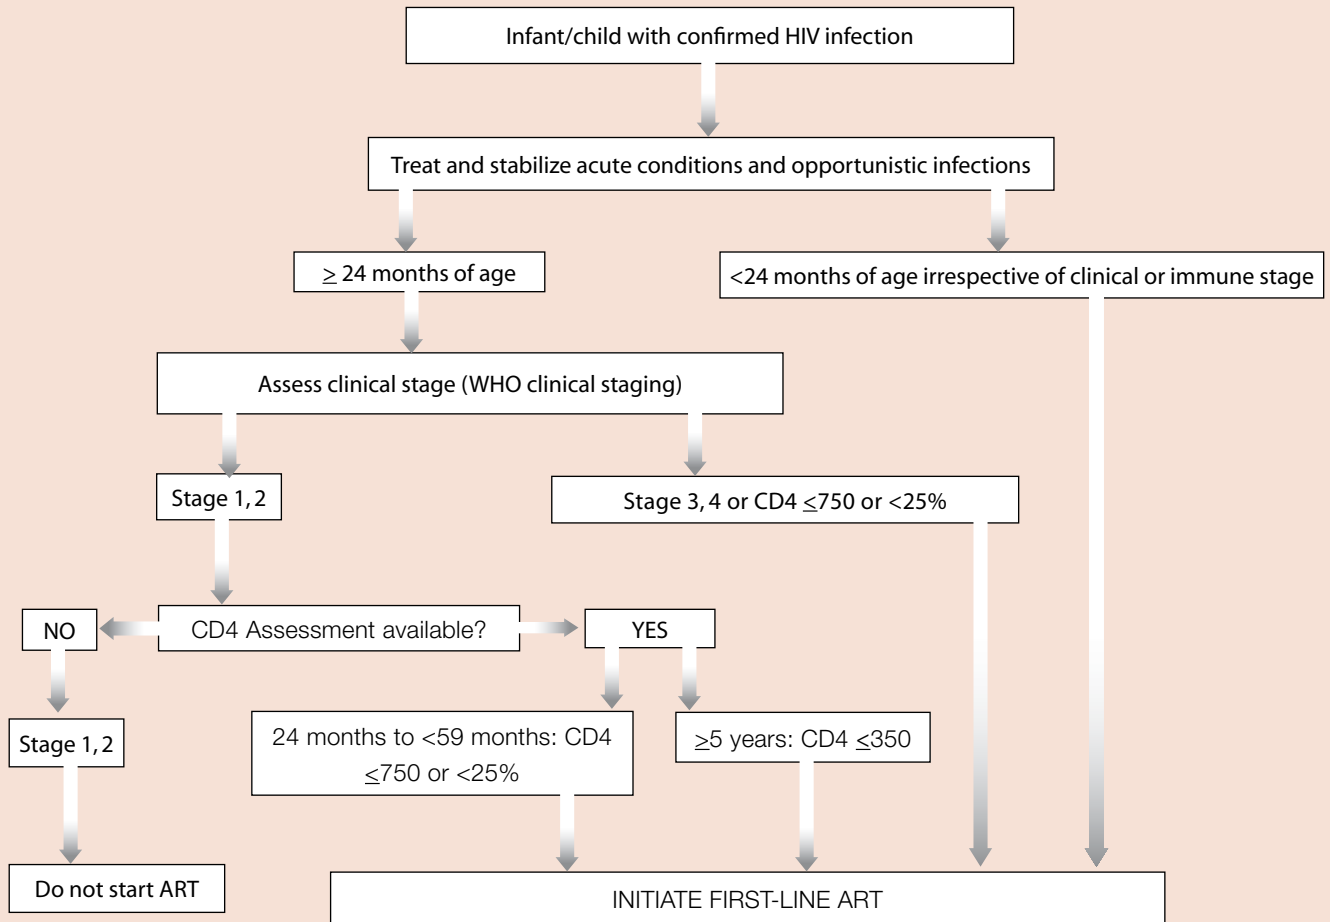 Infant/child with confirmed HIV infection
Treat and stabilize acute conditions and opportunistic infections
≥ 24 months of age
<24 months of age irrespective of clinical or immune stage
Assess clinical stage (WHO clinical staging)
Stage 1, 2
Stage 3, 4 or CD4 ≤750 or <25%
NO
CD4 Assessment available?
YES
Stage 1, 2
24 months to <59 months: CD4
≤750 or <25%
≥5 years: CD4 ≤350
Do not start ART
INITIATE FIRST-LINE ART